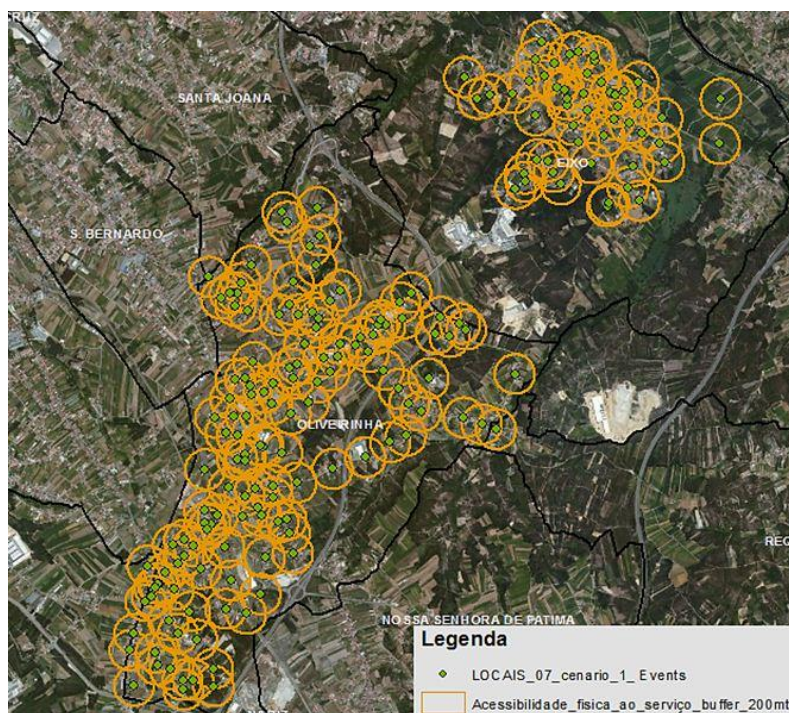 SANTA JOANA
EIXO
S. BERNARDO
OLIVEIRINHA
REQ
NOSSA SENHORA DE FATIMA
Legenda
LOCAIS_07_cenario_1_ Events
Acessibilidade_fisica_ao_serviço_buffer_200mt